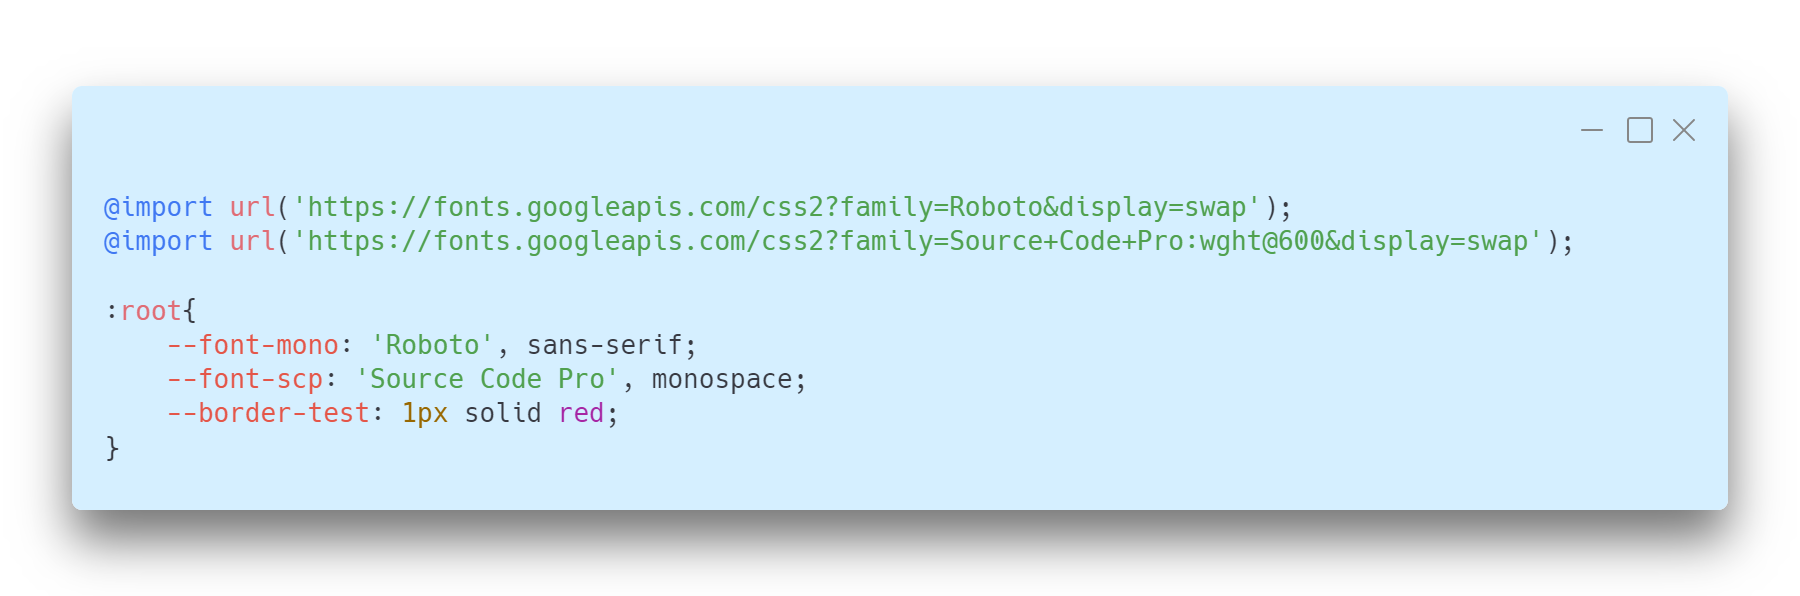 @import url('https://fonts.googleapis.com/css2?family=Roboto&display=swap');
@import url('https://fonts.googleapis.com/css2?family=Source+Code+Pro:wght@600&display=swap');

:root{
    --font-mono: 'Roboto', sans-serif;
    --font-scp: 'Source Code Pro', monospace;
    --border-test: 1px solid red;
}